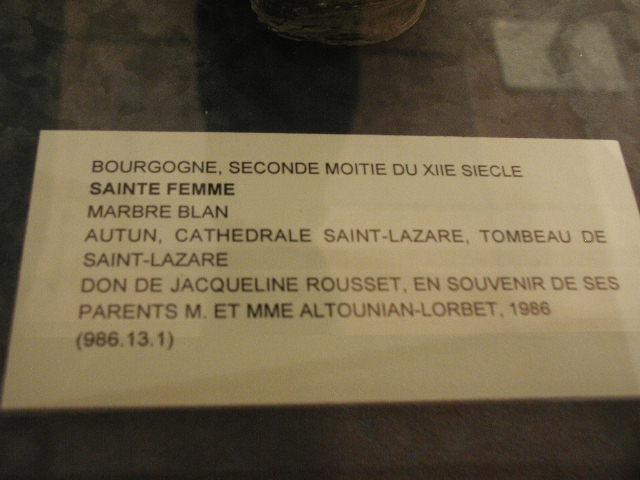 BOURGOGNE, SECONDE MOITIE DU XIIE SIECLE
SAINTE FEMME
MARBRE BLAN
AUTUN, CATHEDRALE SAINT-LAZARE, TOMBEAU DE
SAINT-LAZARE
DON DE JACQUELINE ROUSSET, EN SOUVENIR DE SES
PARENTS M. ET MME ALTOUNIAN-LORBET, 1986
(986.13.1)